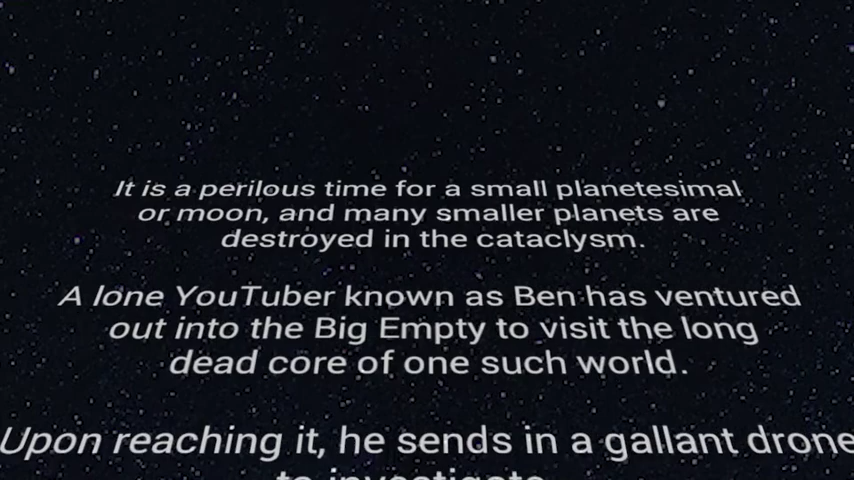 It is a perilous time for a small planetesimal
or moon, and many smaller planets are
destroyed in the cataclysm.
A lone YouTuber known as Ben has ventured
out into the Big Empty to visit the long
dead core of one such world.
Upon reaching it, he sends in a gallant drone
to investigate